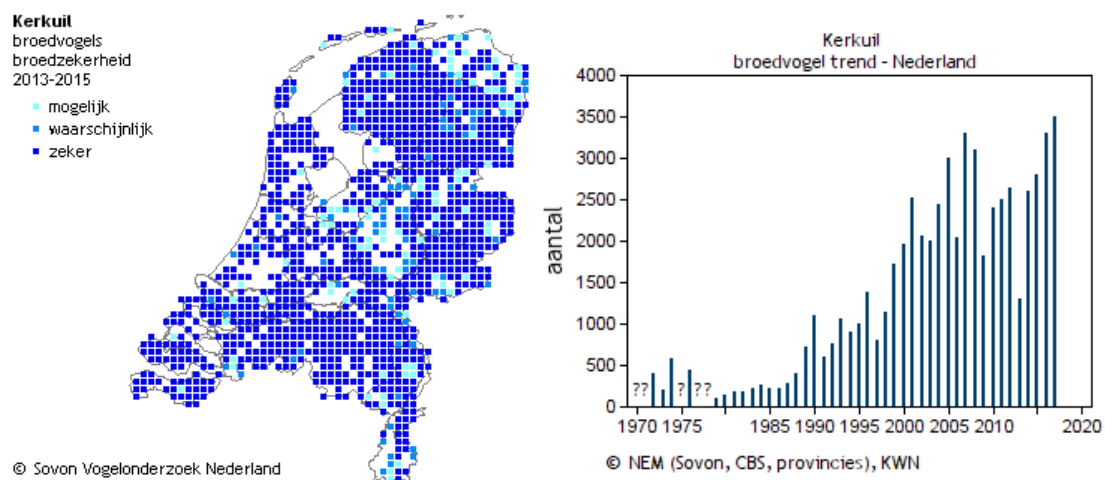 Kerkuil
broedvogels
broedzekerheid
2013-2015
mogelijk
waarschijnlijk
zeker
© Sovon Vogelonderzoek Nederland
Kerkuil
broedvogel trend - Nederland
aantal
4000
3500
3000
2500
2000
1500
1000
500
0
?? ? ??
1970 1975 1985 1990 1995 2000 2005 2010 2020
© NEM (Sovon, CBS, provincies), KWN